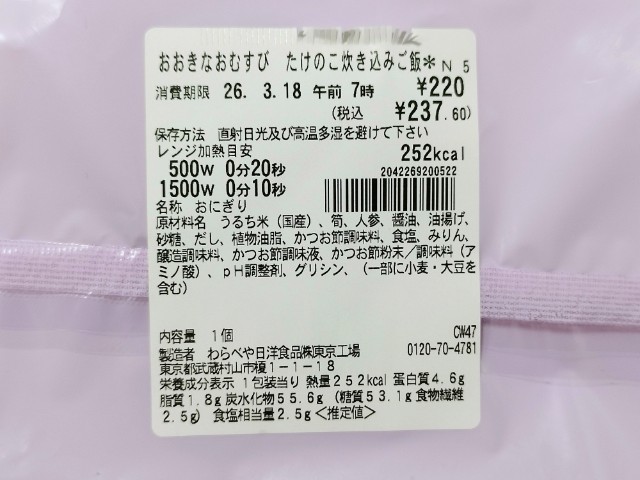 おおきなおむすび　たけのこ炊き込みご飯＊Ｎ５
消費期限 26. 3.18 午前 7時 ¥220
(税込 ¥237.60)
保存方法　直射日光及び高温多湿を避けて下さい
レンジ加熱目安 252kcal
500W 0分20秒
1500W 0分10秒
2042269200522
名称　おにぎり
原材料名　うるち米（国産）、筍、人参、醤油、油揚げ、
砂糖、だし、植物油脂、かつお節調味料、食塩、みりん、
醸造調味料、かつお節調味液、かつお節粉末／調味料（ア
ミノ酸）、ｐＨ調整剤、グリシン、（一部に小麦・大豆を
含む）
内容量　１個 CW47
製造者　わらべや日洋食品㈱東京工場 0120-70-4781
東京都武蔵村山市榎１－１－１８
栄養成分表示　１包装当り　熱量２５２kcal　蛋白質４.６g
脂質１.８g 炭水化物５５.６g　（糖質５３.１g 食物繊維
２.５g）　食塩相当量２.５g＜推定値＞